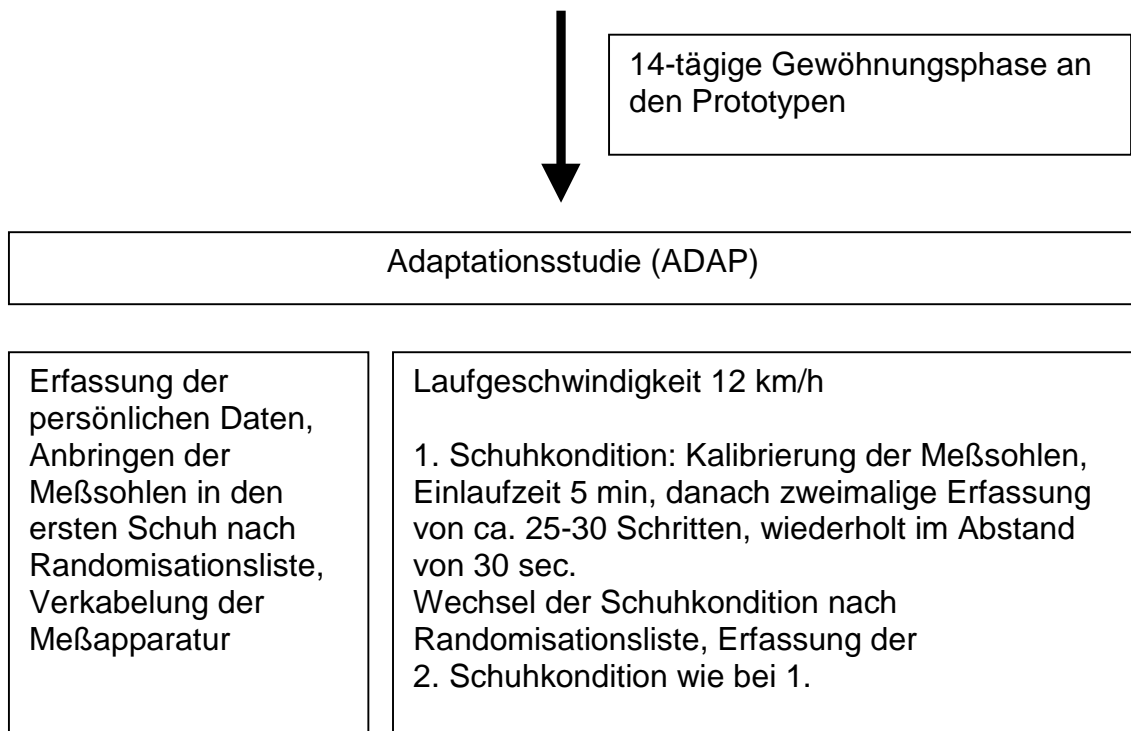 14-tägige Gewöhnungsphase an
den Prototypen
Adaptationsstudie (ADAP)
Erfassung der
persönlichen Daten,
Anbringen der
Meßsohlen in den
ersten Schuh nach
Randomisationsliste,
Verkabelung der
Meßapparatur
Laufgeschwindigkeit 12 km/h
1. Schuhkondition: Kalibrierung der Meßsohlen,
Einlaufzeit 5 min, danach zweimalige Erfassung
von ca. 25-30 Schritten, wiederholt im Abstand
von 30 sec.
Wechsel der Schuhkondition nach
Randomisationsliste, Erfassung der
2. Schuhkondition wie bei 1.